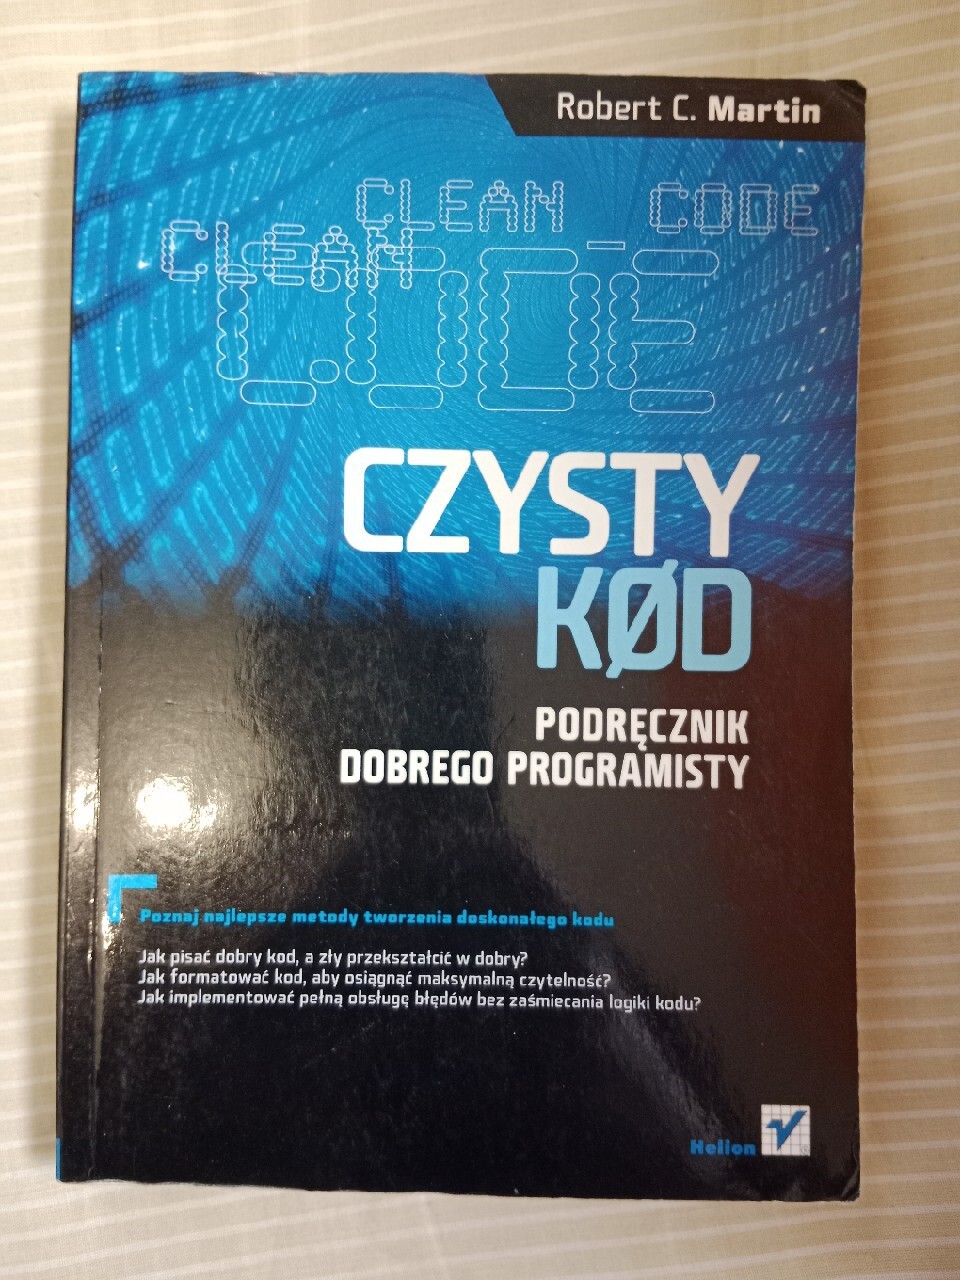 Robert C. Martin
CLEAN_CODE
CLEAN
CODE
CZYSTY
KØD
PODRĘCZNIK
DOBREGO PROGRAMISTY
Poznaj najlepsze metody tworzenia doskonałego kodu
Jak pisać dobry kod, a zły przekształcić w dobry?
Jak formatować kod, aby osiągnąć maksymalną czytelność?
Jak implementować pełną obsługę błędów bez zaśmiecania logiki kodu?
Helion